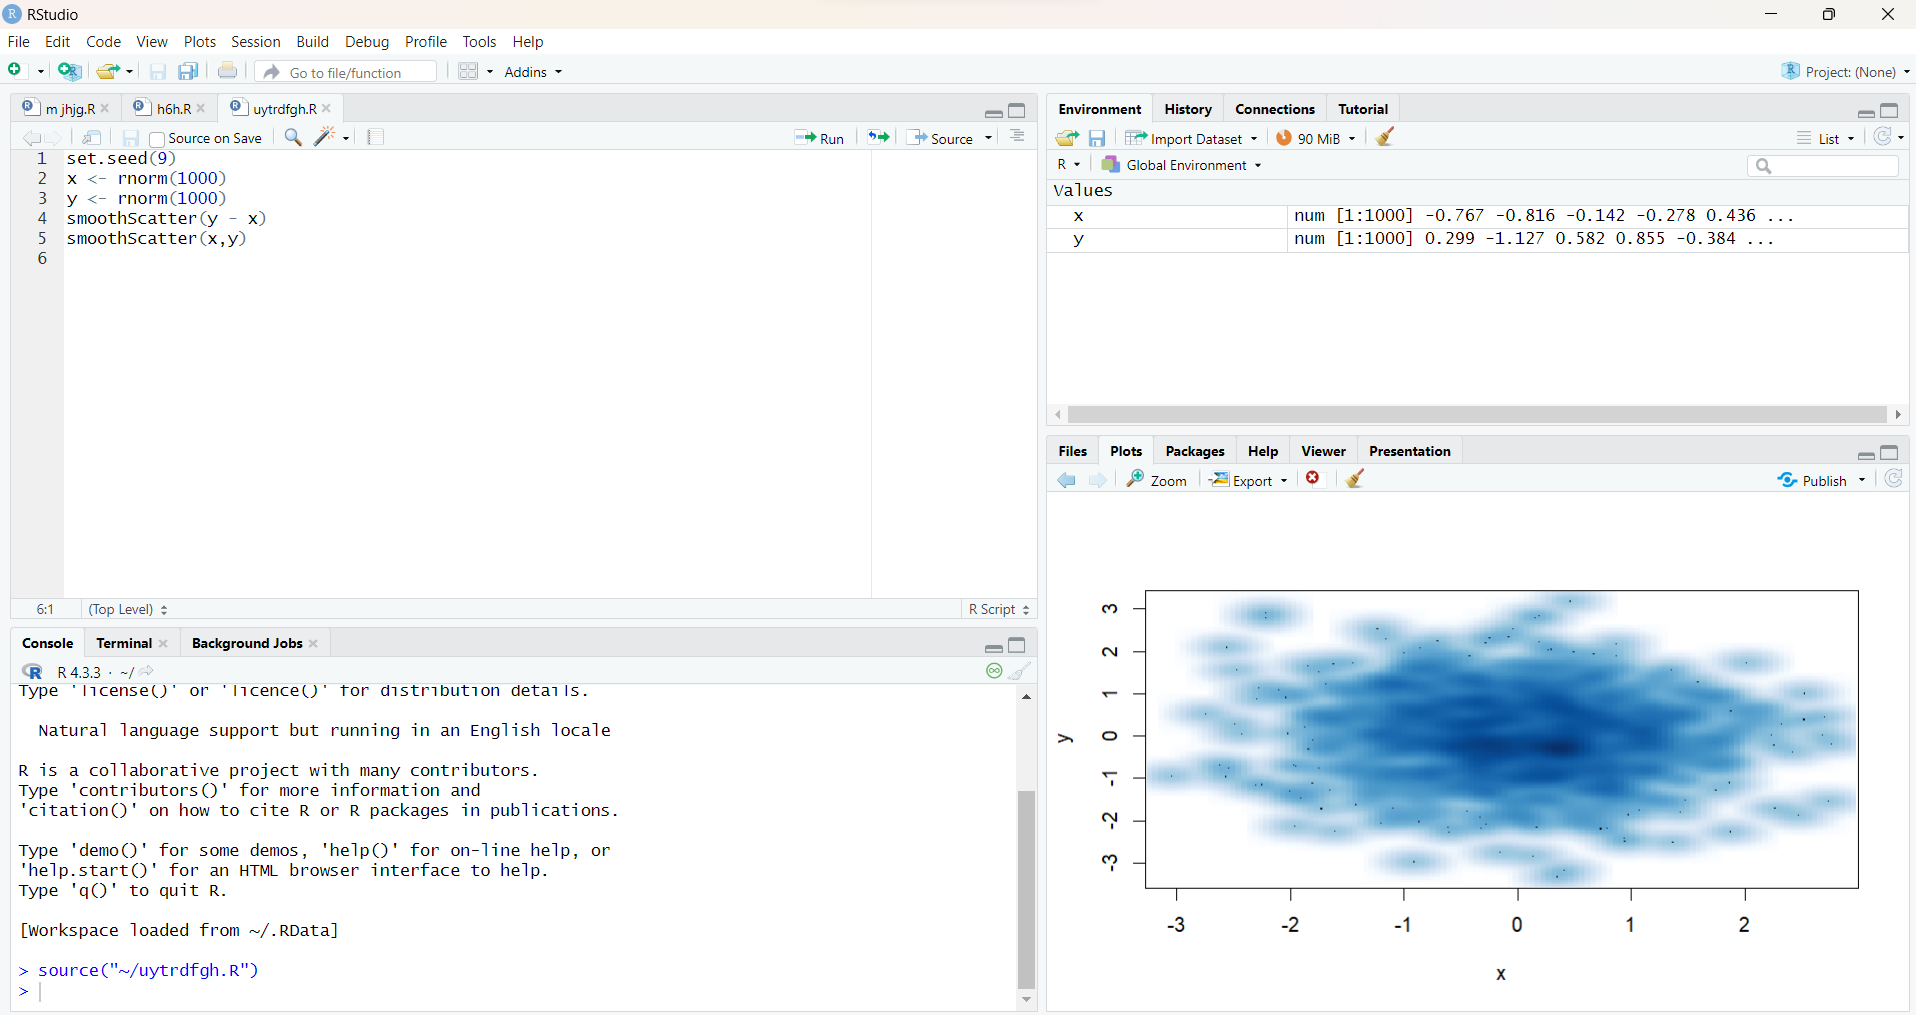 RStudio
File Edit Code View Plots Session Build Debug Profile Tools Help
Go to file/function Addins Project: (None)
m jhjg.R h6h.R uytrdfgh.R
Source on Save Run Source
1 set.seed(9)
2 x <- rnorm(1000)
3 y <- rnorm(1000)
4 smoothScatter(y - x)
5 smoothScatter(x,y)
6
6:1 (Top Level) R Script
Console Terminal Background Jobs
R 4.3.3 · ~/
Type 'license()' or 'licence()' for distribution details.
Natural language support but running in an English locale
R is a collaborative project with many contributors.
Type 'contributors()' for more information and
'citation()' on how to cite R or R packages in publications.
Type 'demo()' for some demos, 'help()' for on-line help, or
'help.start()' for an HTML browser interface to help.
Type 'q()' to quit R.
[Workspace loaded from ~/.RData]
> source("~/uytrdfgh.R")
>
Environment History Connections Tutorial
Import Dataset 90 MiB List
R Global Environment
Values
x num [1:1000] -0.767 -0.816 -0.142 -0.278 0.436 ...
y num [1:1000] 0.299 -1.127 0.582 0.855 -0.384 ...
Files Plots Packages Help Viewer Presentation
Zoom Export Publish
3
2
1
0
-1
-2
-3
y
-3 -2 -1 0 1 2
x